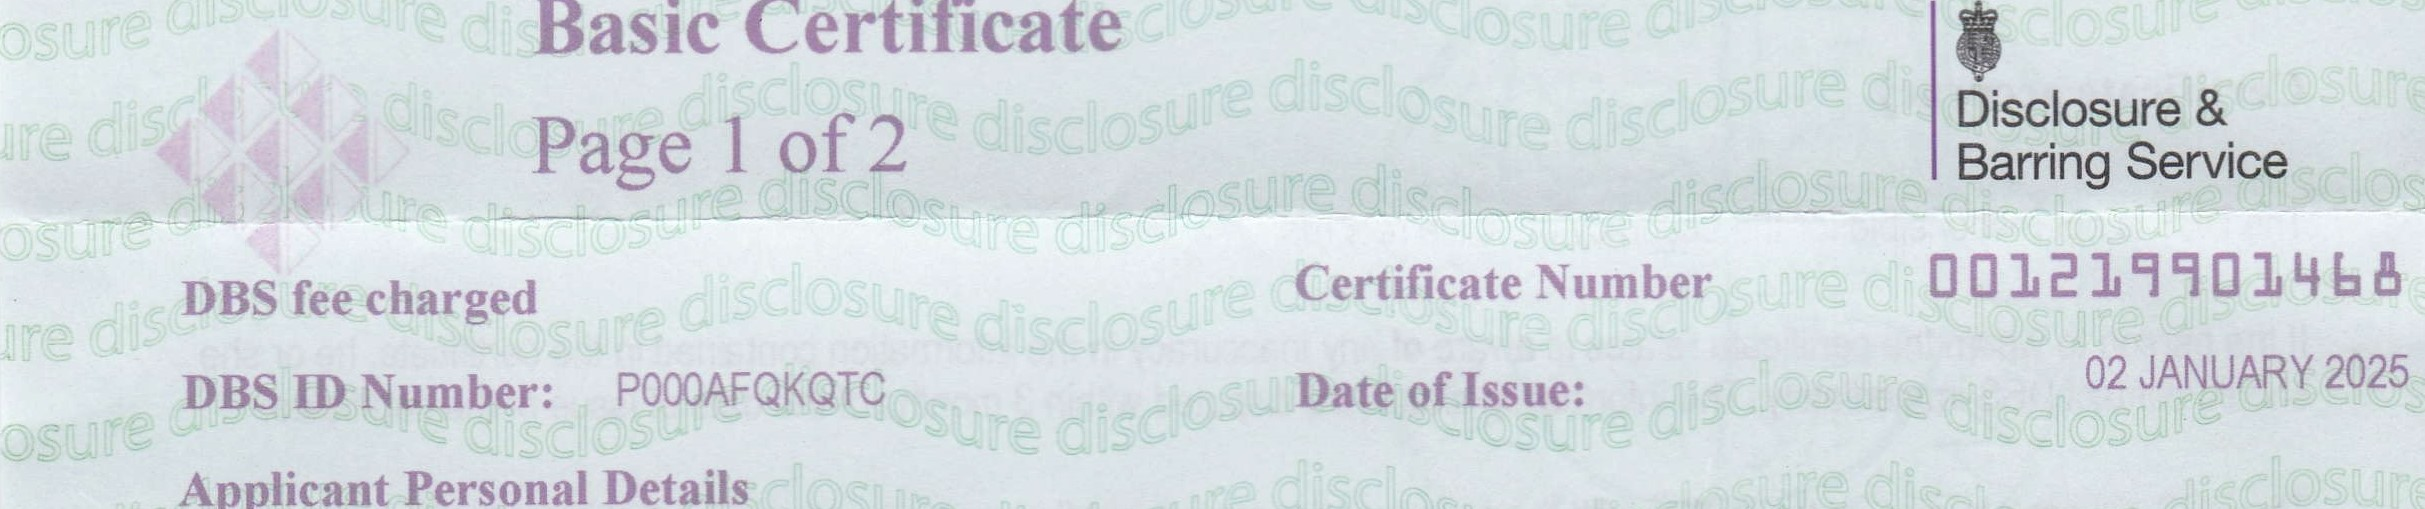 Basic Certificate
Page 1 of 2
Disclosure &
Barring Service
DBS fee charged
Certificate Number 001219901468
DBS ID Number: P000AFQKQTC
Date of Issue: 02 JANUARY 2025
Applicant Personal Details